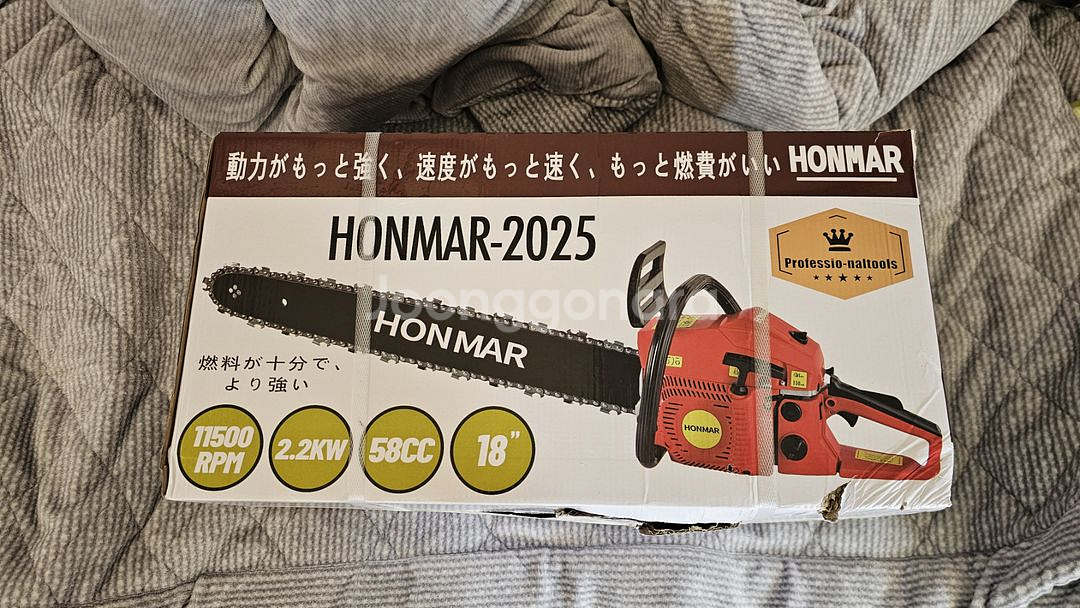 動力がもっと強く、速度がもっと速く、もっと燃費がいい HONMAR
HONMAR-2025
Professio-naltools
joonggonara
HONMAR
燃料が十分で、
より強い
11500
RPM
2.2KW
58CC
18”
HONMAR